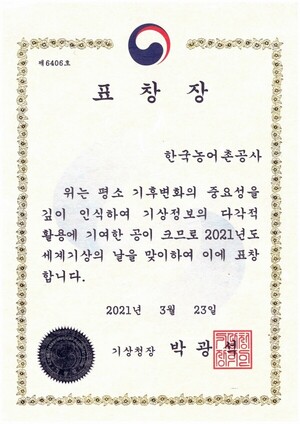 제6406호
표창장
한국농어촌공사
위는 평소 기후변화의 중요성을
깊이 인식하여 기상정보의 다각적
활용에 기여한 공이 크므로 2021년도
세계기상의 날을 맞이하여 이에 표창
합니다.
2021년 3월 23일
기상청장 박광석